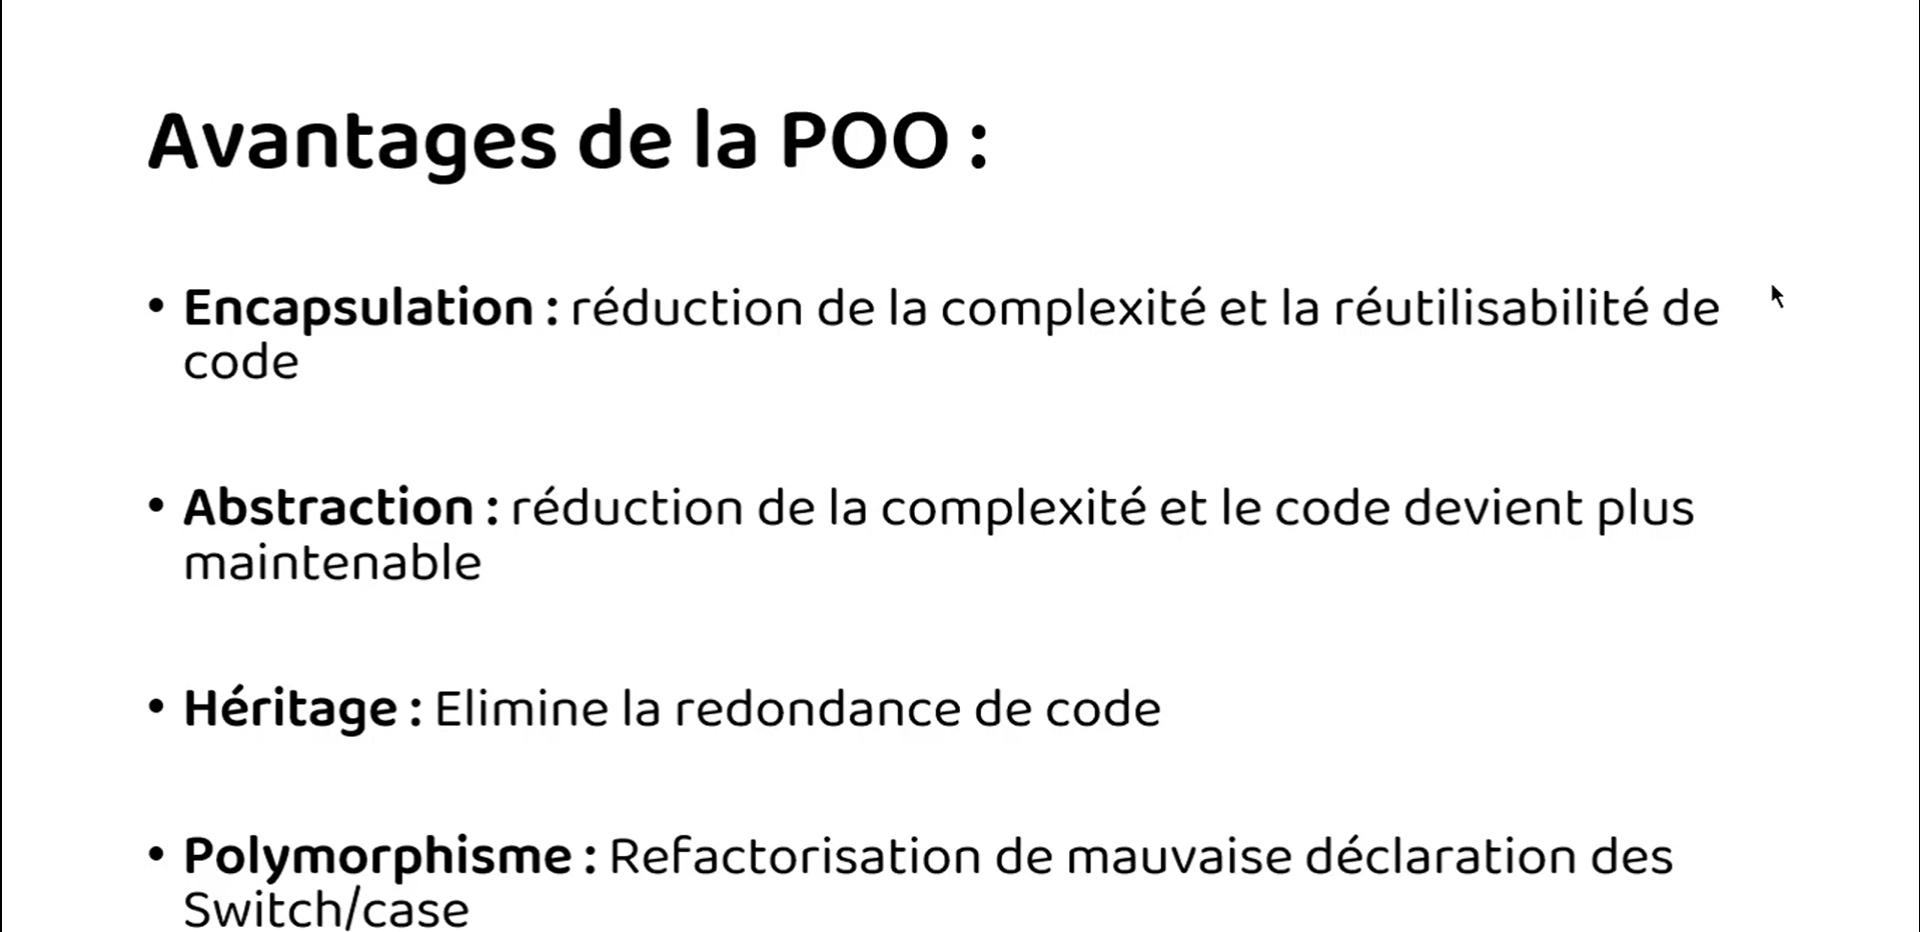 Avantages de la POO :
• Encapsulation : réduction de la complexité et la réutilisabilité de
code
• Abstraction : réduction de la complexité et le code devient plus
maintenable
• Héritage : Elimine la redondance de code
• Polymorphisme : Refactorisation de mauvaise déclaration des
Switch/case